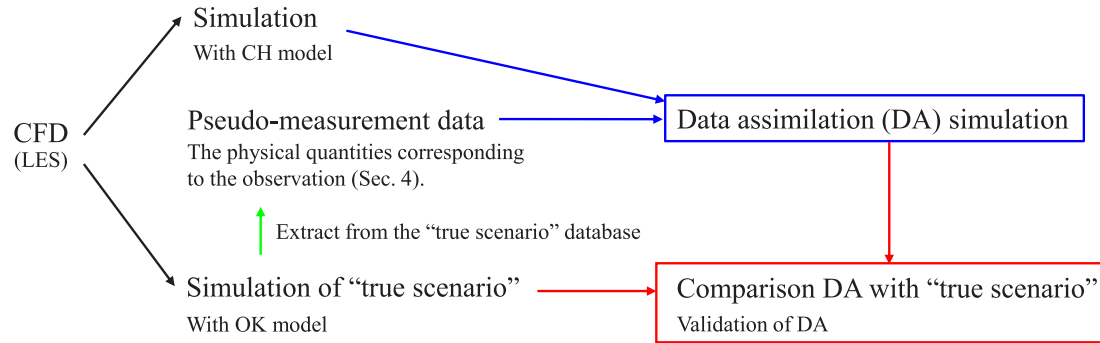 Simulation
With CH model
CFD
(LES)
Pseudo-measurement data
The physical quantities corresponding
to the observation (Sec. 4).
Data assimilation (DA) simulation
Extract from the “true scenario” database
Simulation of “true scenario”
With OK model
Comparison DA with “true scenario”
Validation of DA